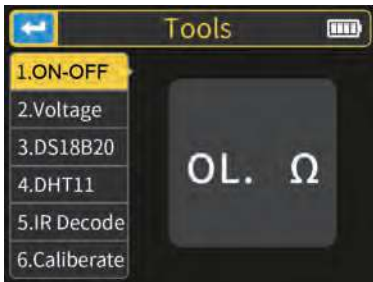 Tools
1.ON-OFF
2.Voltage
3.DS18B20
4.DHT11
5.IR Decode
6.Caliberate
OL. Ω